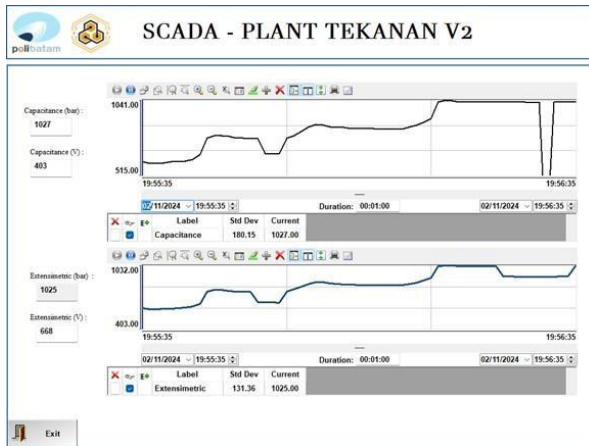 polibatam
SCADA - PLANT TEKANAN V2
Capacitance (bar) :
1027
Capacitance (V) :
403
1041.00
515.00
19:55:35 19:56:35
02/11/2024 19:55:35 Duration: 00:01:00 02/11/2024 19:56:35
Label Std Dev Current
Capacitance 180.15 1027.00
Extensimetric (bar) :
1025
Extensimetric (V) :
668
1032.00
403.00
19:55:35 19:56:35
02/11/2024 19:55:35 Duration: 00:01:00 02/11/2024 19:56:35
Label Std Dev Current
Extensimetric 131.36 1025.00
Exit